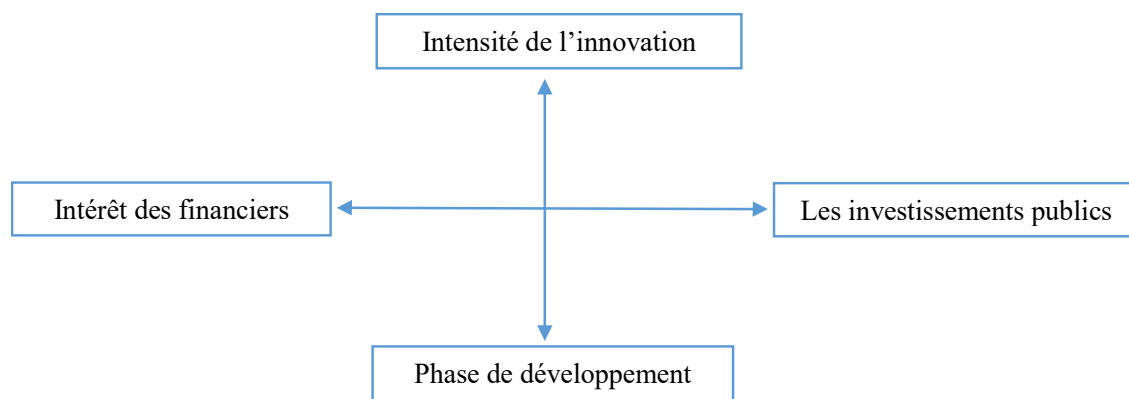 Intensité de l’innovation
Intérêt des financiers
Les investissements publics
Phase de développement